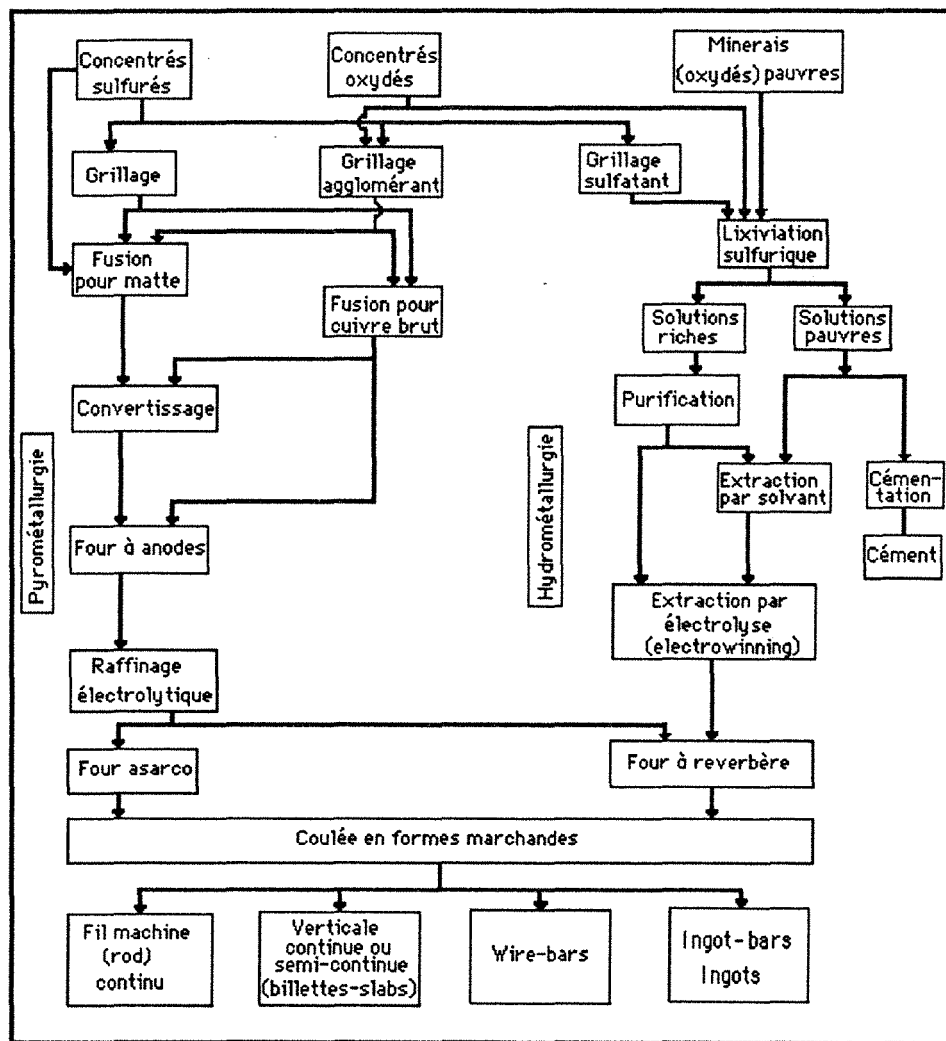 Concentrés
sulfurés
Concentrés
oxydés
Minerais
(oxydés) pauvres
Grillage
Grillage
agglomérant
Grillage
sulfatant
Fusion
pour matte
Lixiviation
sulfurique
Fusion pour
cuivre brut
Solutions
riches
Solutions
pauvres
Convertissage
Purification
Pyrométallurgie
Hydrométallurgie
Extraction
par solvant
Cémen-
tation
Four à anodes
Cément
Extraction par
électrolyse
(electrowinning)
Raffinage
électrolytique
Four asarco
Four à reverbère
Coulée en formes marchandes
Fil machine
(rod)
continu
Verticale
continue ou
semi-continue
(billettes-slabs)
Wire-bars
Ingot-bars
Ingots